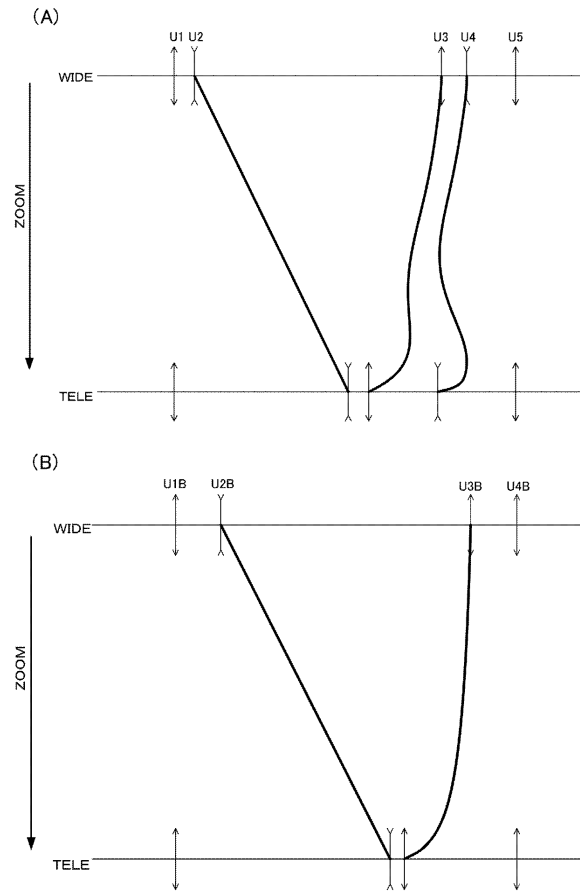 (A)
U1 U2 U3 U4 U5
WIDE
ZOOM
TELE
(B)
U1B U2B U3B U4B
WIDE
ZOOM
TELE